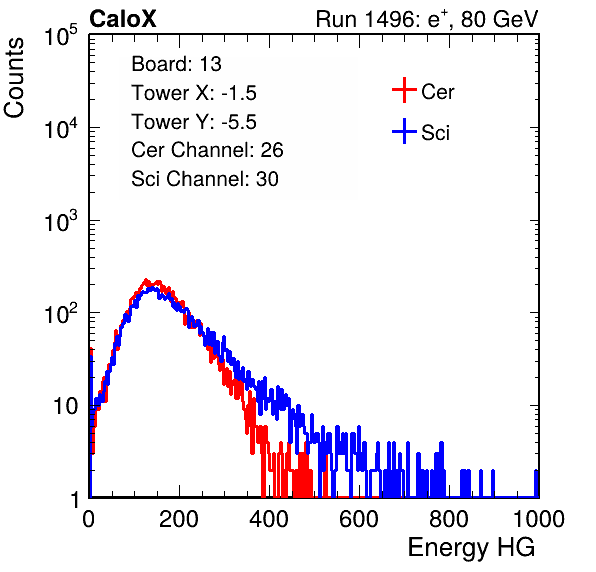 CaloX Run 1496: e⁺, 80 GeV
Counts
10⁵
10⁴
10³
10²
10
1
Board: 13
Tower X: -1.5
Tower Y: -5.5
Cer Channel: 26
Sci Channel: 30
Cer
Sci
0 200 400 600 800 1000
Energy HG